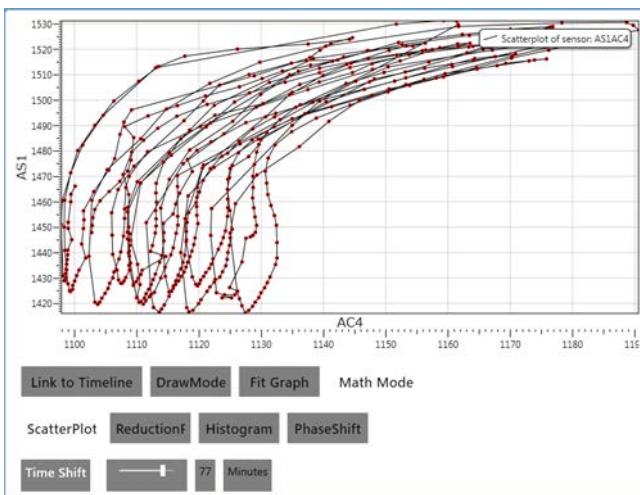 1530
1520
1510
1500
1490
1480
1470
1460
1450
1440
1430
1420
AS1
Scatterplot of sensor: AS1AC4
AC4
1100 1110 1120 1130 1140 1150 1160 1170 1180 119
Link to Timeline DrawMode Fit Graph Math Mode
ScatterPlot ReductionF Histogram PhaseShift
Time Shift 77 Minutes